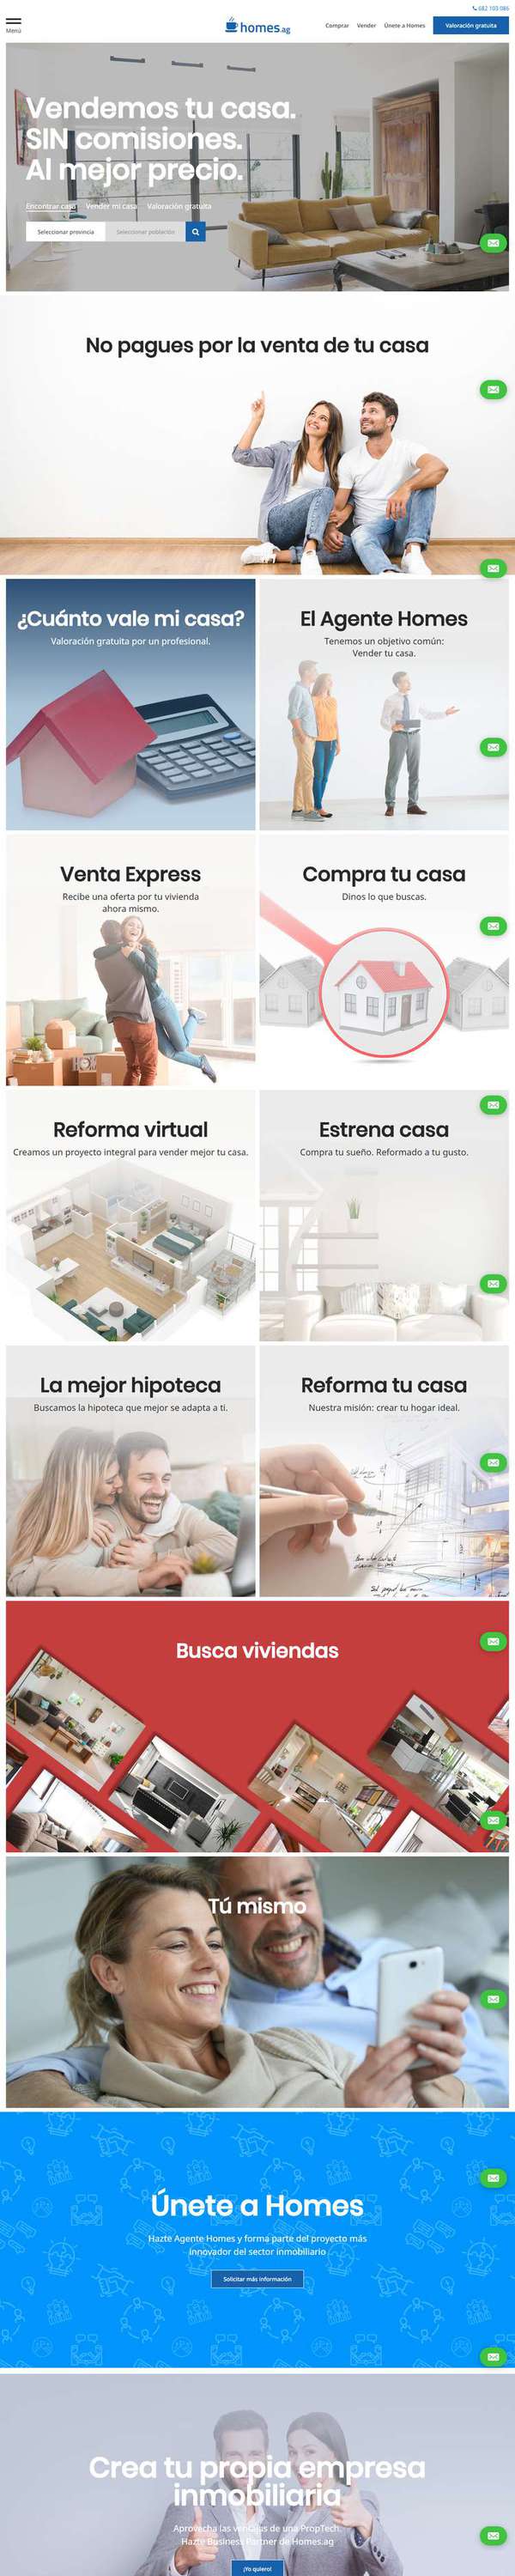 682 103 086
Menú
homes.ag
Comprar Vender Únete a Homes Valoración gratuita
Vendemos tu casa.
SIN comisiones.
Al mejor precio.
Encontrar casa Vender mi casa Valoración gratuita
Seleccionar provincia Seleccionar población
No pagues por la venta de tu casa
¿Cuánto vale mi casa?
Valoración gratuita por un profesional.
El Agente Homes
Tenemos un objetivo común:
Vender tu casa.
Venta Express
Recibe una oferta por tu vivienda
ahora mismo.
Compra tu casa
Dinos lo que buscas.
Reforma virtual
Creamos un proyecto integral para vender mejor tu casa.
Estrena casa
Compra tu sueño. Reformado a tu gusto.
La mejor hipoteca
Buscamos la hipoteca que mejor se adapta a ti.
Reforma tu casa
Nuestra misión: crear tu hogar ideal.
Busca viviendas
Tú mismo
Únete a Homes
Hazte Agente Homes y forma parte del proyecto más
innovador del sector inmobiliario
Solicitar más información
Crea tu propia empresa
inmobiliaria
Aprovecha las ventajas de una PropTech.
Hazte Business Partner de Homes.ag
¡Yo quiero!